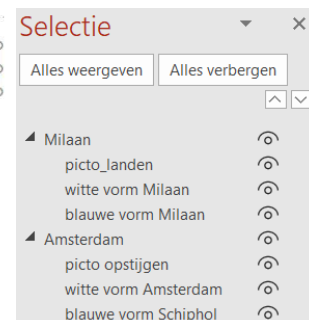 Selectie
Alles weergeven Alles verbergen
Milaan
picto_landen
witte vorm Milaan
blauwe vorm Milaan
Amsterdam
picto opstijgen
witte vorm Amsterdam
blauwe vorm Schiphol